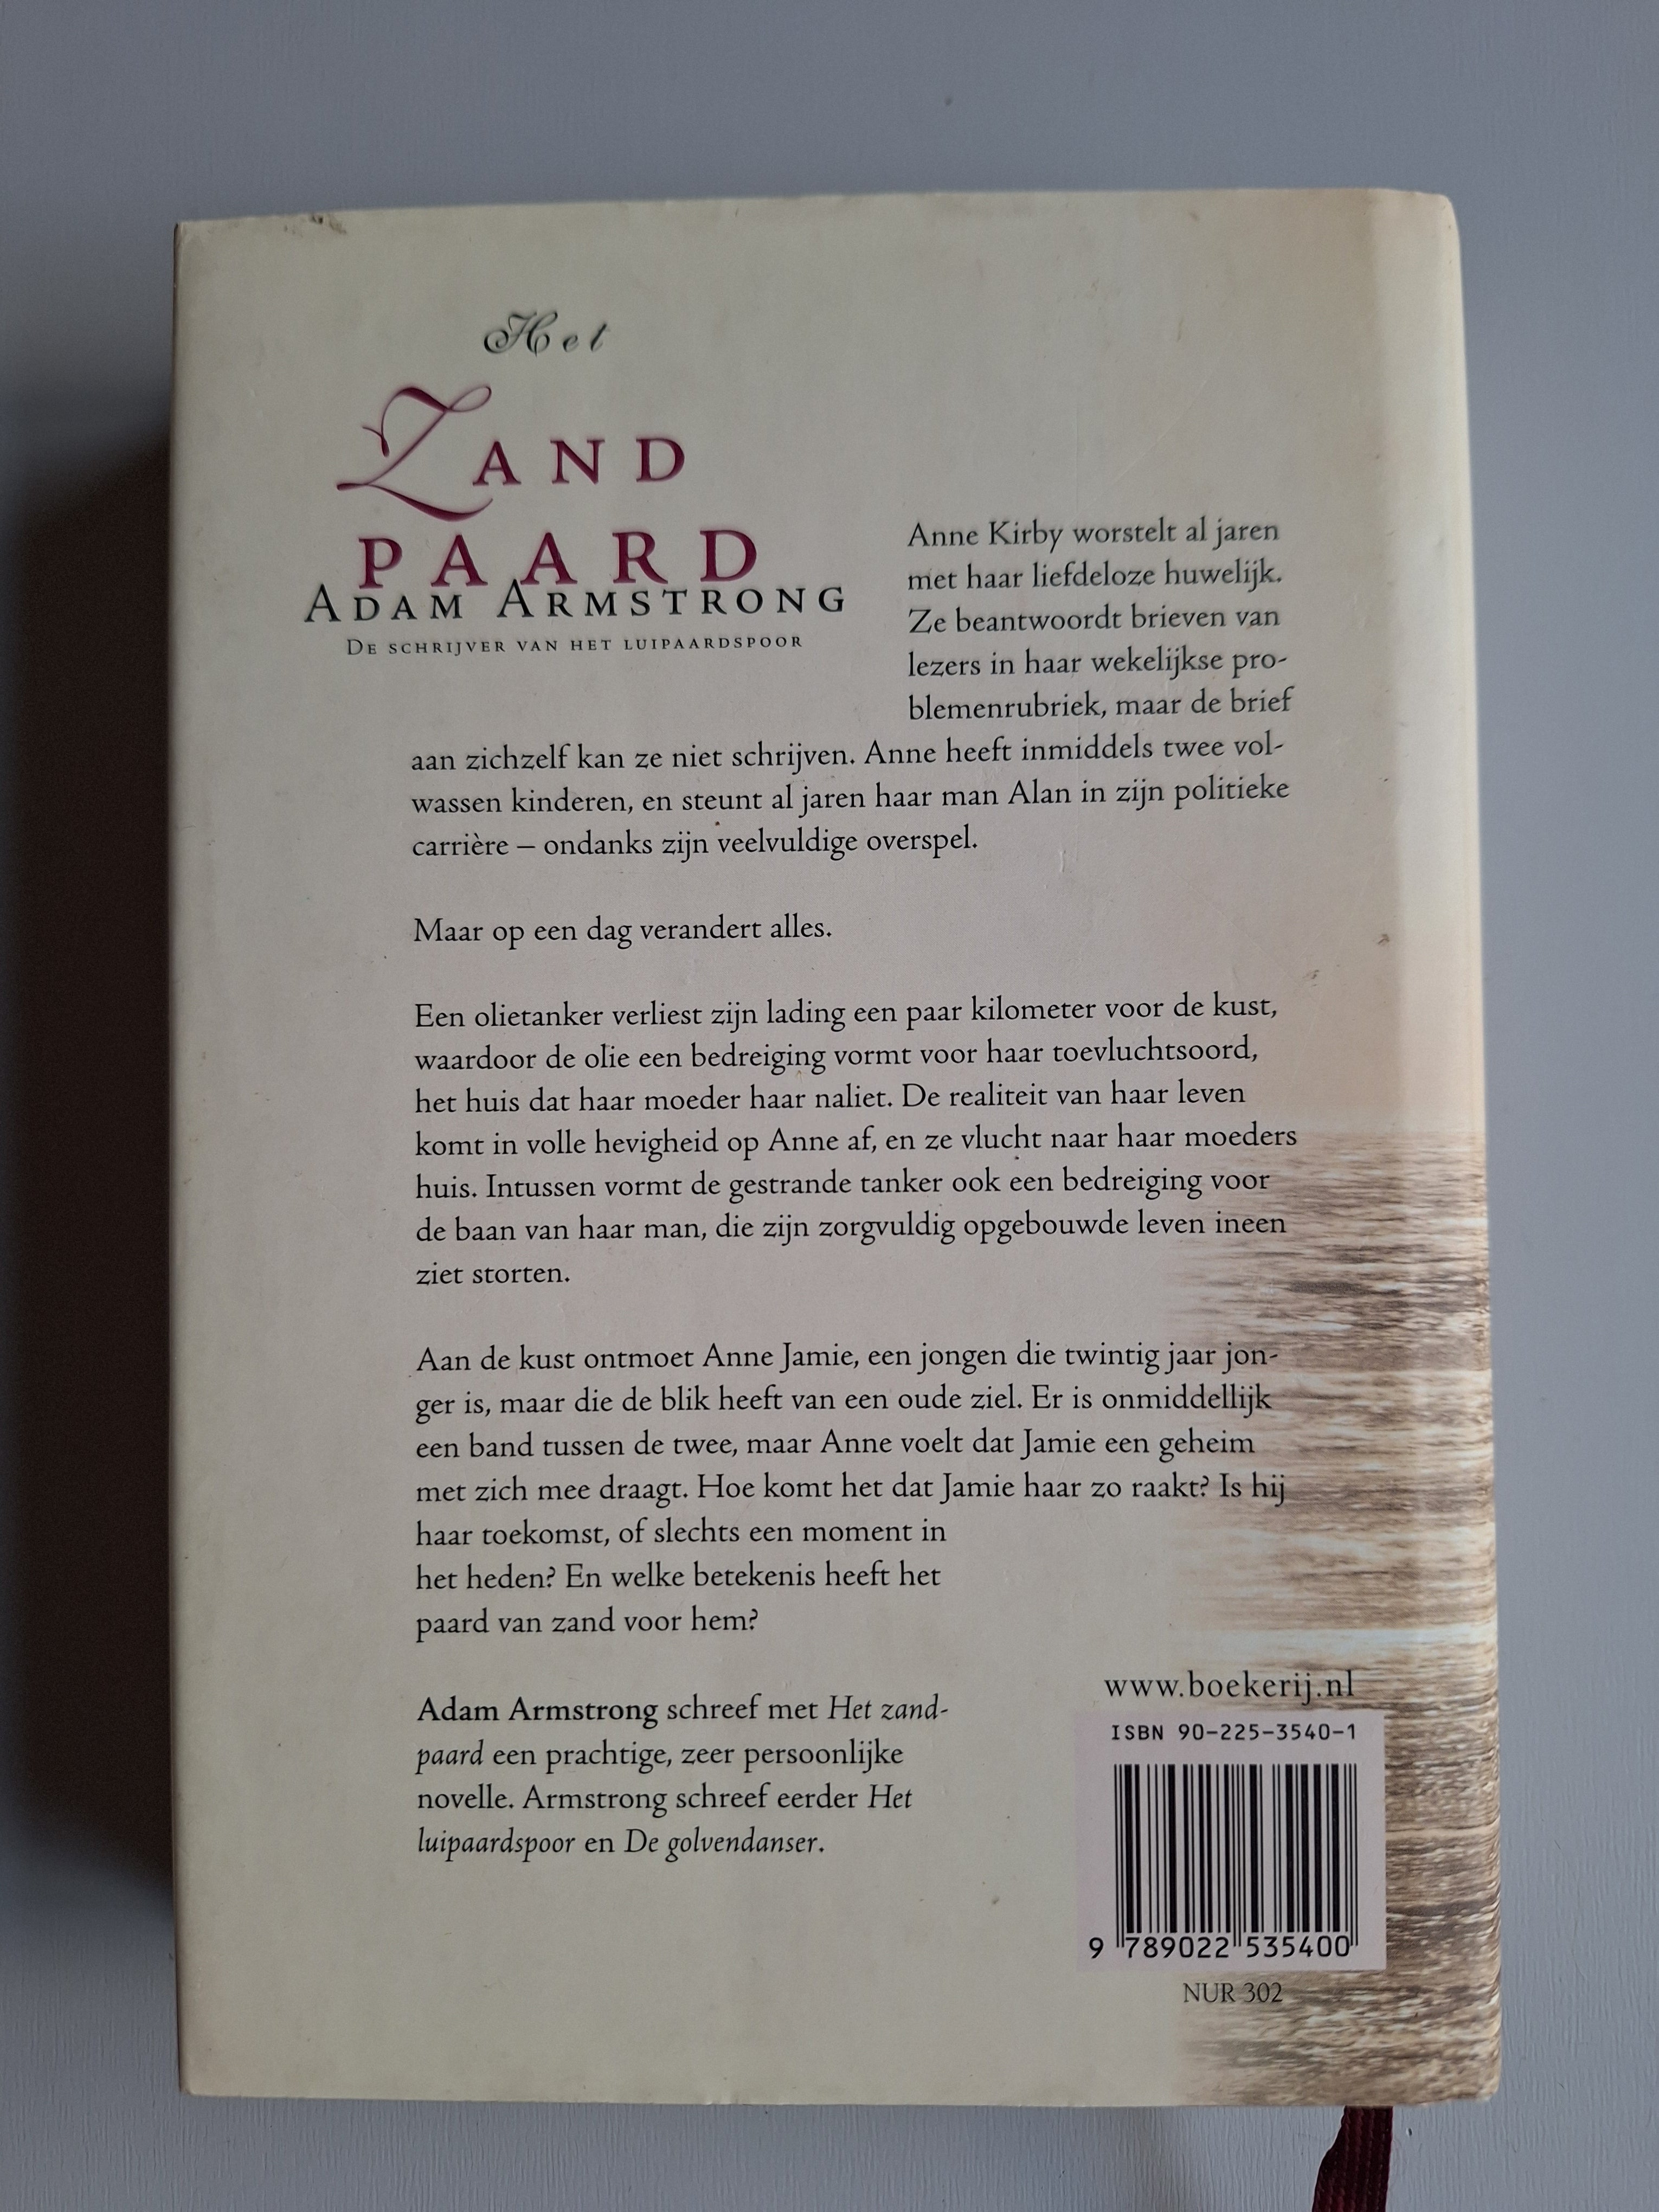 Het
Zand
paard
Adam Armstrong
De schrijver van het luipaardspoor
Anne Kirby worstelt al jaren
met haar liefdeloze huwelijk.
Ze beantwoordt brieven van
lezers in haar wekelijkse pro-
blemenrubriek, maar de brief
aan zichzelf kan ze niet schrijven. Anne heeft inmiddels twee vol-
wassen kinderen, en steunt al jaren haar man Alan in zijn politieke
carrière – ondanks zijn veelvuldige overspel.
Maar op een dag verandert alles.
Een olietanker verliest zijn lading een paar kilometer voor de kust,
waardoor de olie een bedreiging vormt voor haar toevluchtsoord,
het huis dat haar moeder haar naliet. De realiteit van haar leven
komt in volle hevigheid op Anne af, en ze vlucht naar haar moeders
huis. Intussen vormt de gestrande tanker ook een bedreiging voor
de baan van haar man, die zijn zorgvuldig opgebouwde leven ineen
ziet storten.
Aan de kust ontmoet Anne Jamie, een jongen die twintig jaar jon-
ger is, maar die de blik heeft van een oude ziel. Er is onmiddellijk
een band tussen de twee, maar Anne voelt dat Jamie een geheim
met zich mee draagt. Hoe komt het dat Jamie haar zo raakt? Is hij
haar toekomst, of slechts een moment in
het heden? En welke betekenis heeft het
paard van zand voor hem?
Adam Armstrong schreef met Het zand-
paard een prachtige, zeer persoonlijke
novelle. Armstrong schreef eerder Het
luipaardspoor en De golvendanser.
www.boekerij.nl
ISBN 90-225-3540-1
9 789022 535400
NUR 302